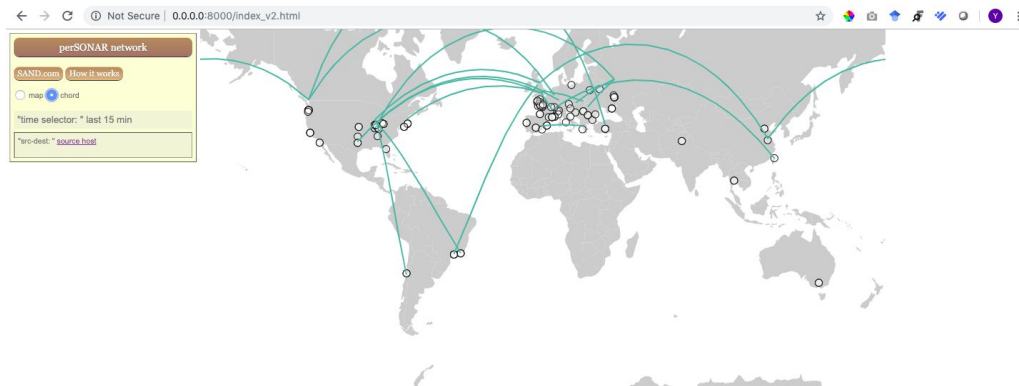 Not Secure | 0.0.0.0:8000/index_v2.html
Y
perSONAR network
SAND.com How it works
map chord
"time selector: " last 15 min
"src-dest: " source host